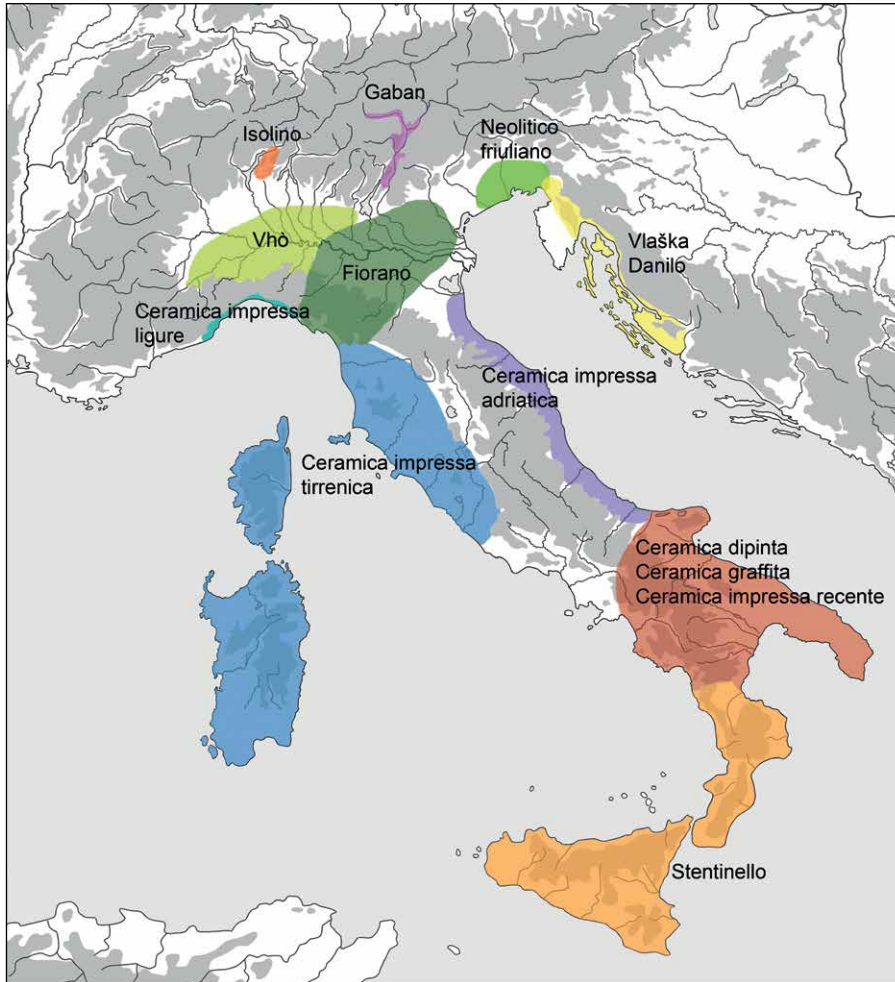 Gaban
Isolino
Neolitico
friuliano
Vhò
Fiorano
Vlaška
Danilo
Ceramica impressa
ligure
Ceramica impressa
adriatica
Ceramica impressa
tirrenica
Ceramica dipinta
Ceramica graffita
Ceramica impressa recente
Stentinello